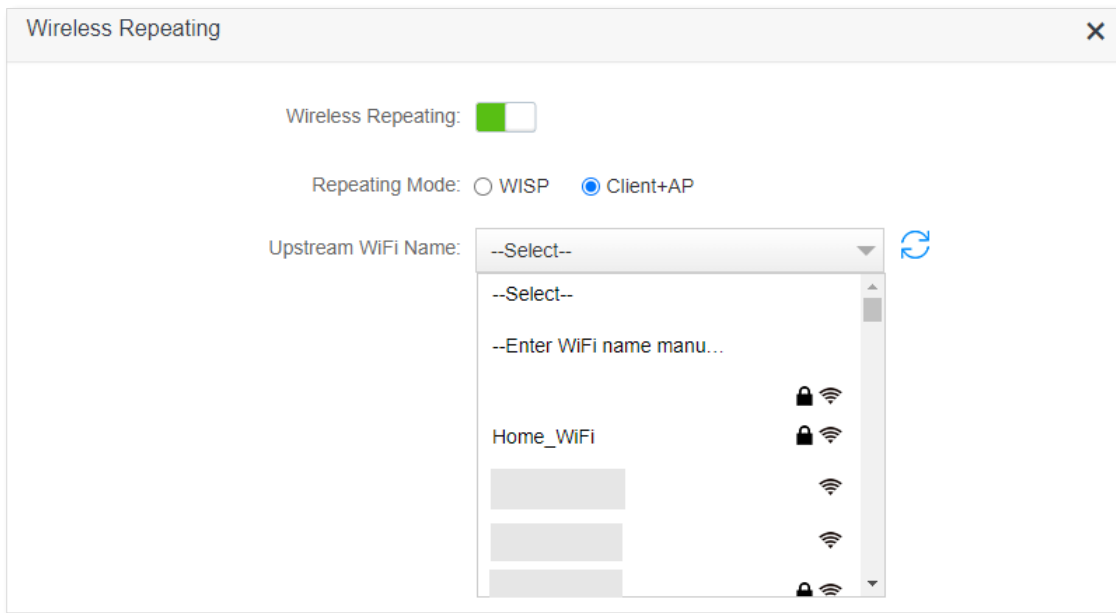 Wireless Repeating
Wireless Repeating:
Repeating Mode: WISP Client+AP
Upstream WiFi Name: --Select--
--Select--
--Enter WiFi name manu...
Home_WiFi